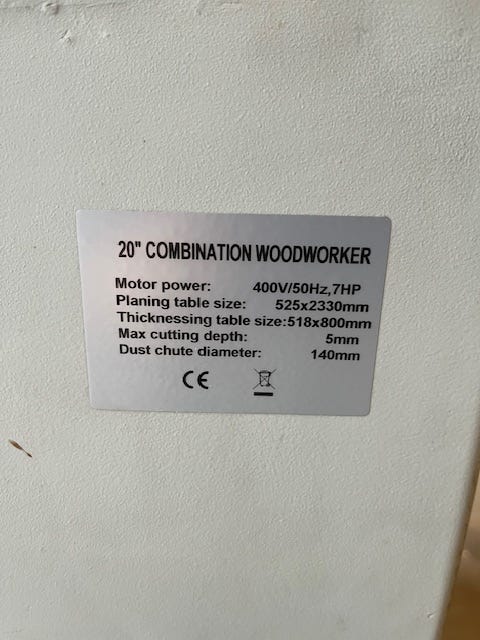 20" COMBINATION WOODWORKER
Motor power: 400V/50Hz,7HP
Planing table size: 525x2330mm
Thicknessing table size:518x800mm
Max cutting depth: 5mm
Dust chute diameter: 140mm
CE